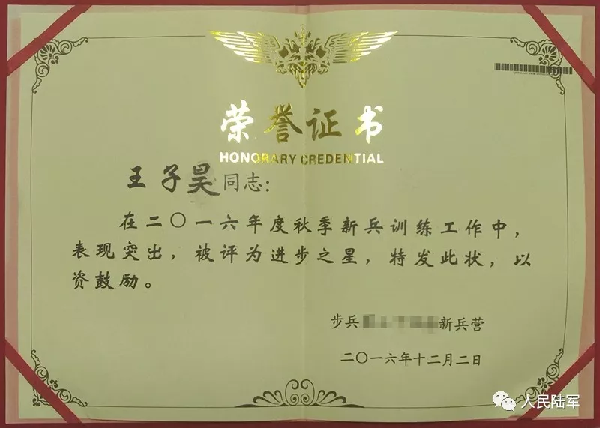 荣誉证书
HONORARY CREDENTIAL
王子昊同志：
在二〇一六年度秋季新兵训练工作中，
表现突出，被评为进步之星，特发此状，以
资鼓励。
步兵新兵营
二〇一六年十二月二日
人民陆军